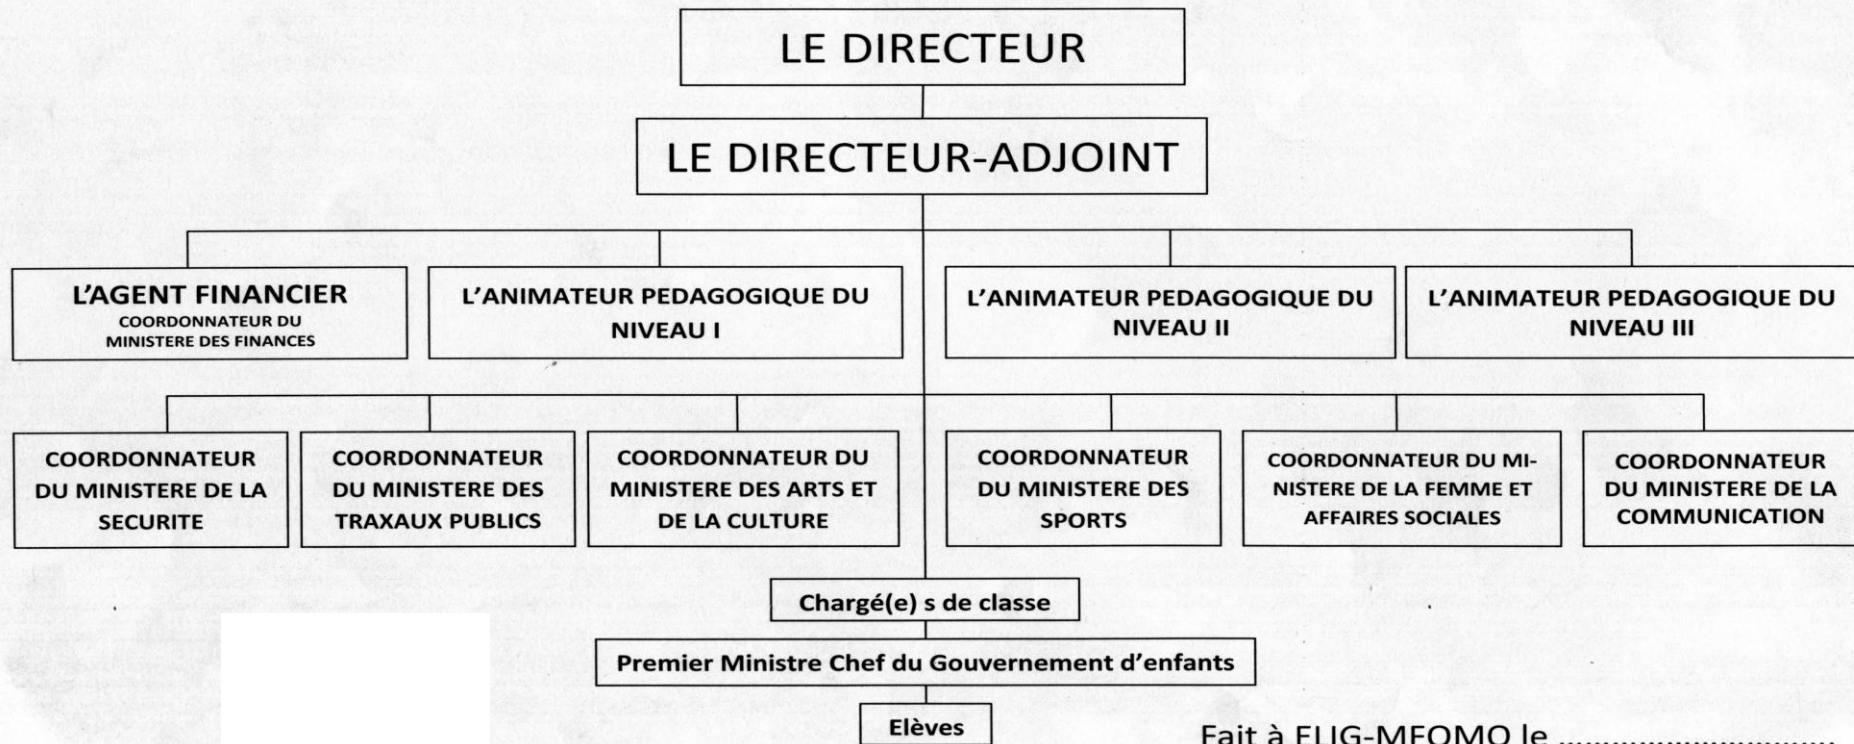 LE DIRECTEUR
LE DIRECTEUR-ADJOINT
L'AGENT FINANCIER
COORDONNATEUR DU
MINISTERE DES FINANCES
L'ANIMATEUR PEDAGOGIQUE DU
NIVEAU I
L'ANIMATEUR PEDAGOGIQUE DU
NIVEAU II
L'ANIMATEUR PEDAGOGIQUE DU
NIVEAU III
COORDONNATEUR
DU MINISTERE DE LA
SECURITE
COORDONNATEUR
DU MINISTERE DES
TRAXAUX PUBLICS
COORDONNATEUR DU
MINISTERE DES ARTS ET
DE LA CULTURE
COORDONNATEUR
DU MINISTERE DES
SPORTS
COORDONNATEUR DU MI-
NISTERE DE LA FEMME ET
AFFAIRES SOCIALES
COORDONNATEUR
DU MINISTERE DE LA
COMMUNICATION
Chargé(e) s de classe
Premier Ministre Chef du Gouvernement d'enfants
Elèves
Fait à ELIG-MFOMO le ..............................